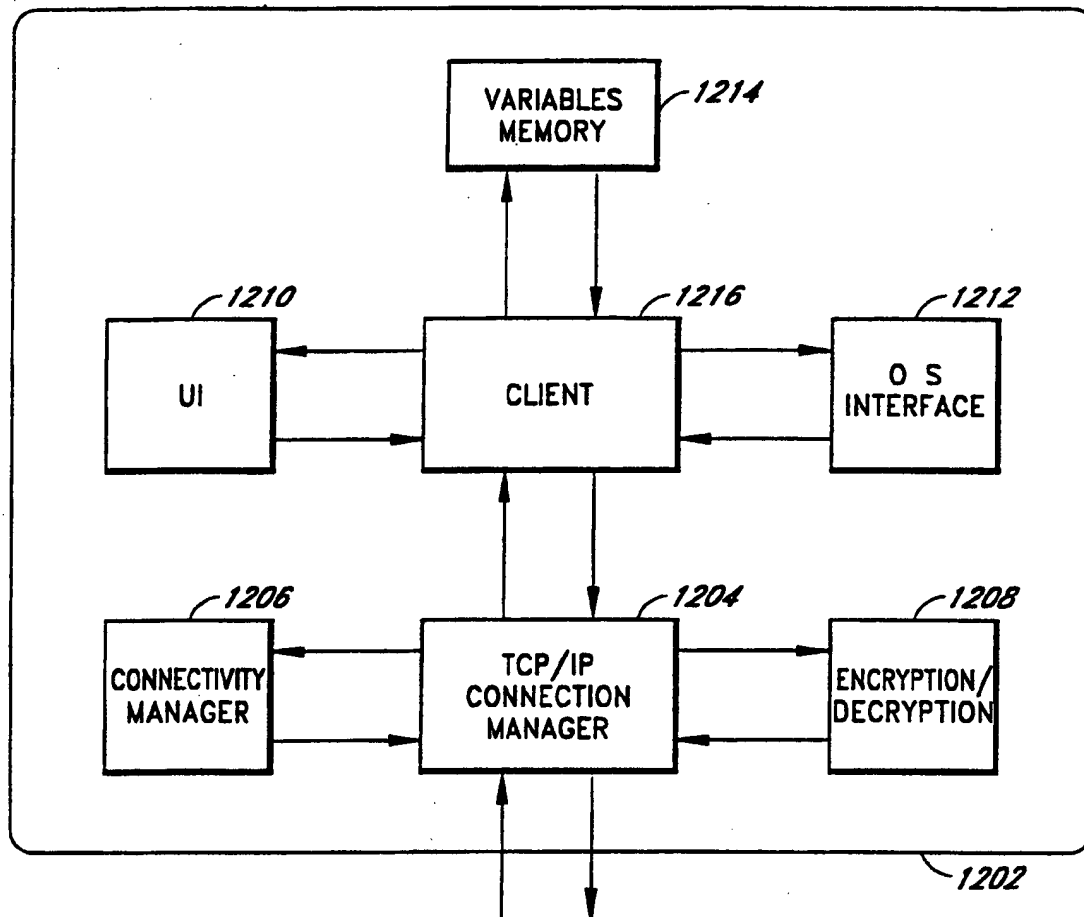 VARIABLES
MEMORY
1214
1210
1216
1212
UI
CLIENT
O S
INTERFACE
1206
1204
1208
CONNECTIVITY
MANAGER
TCP/IP
CONNECTION
MANAGER
ENCRYPTION/
DECRYPTION
1202